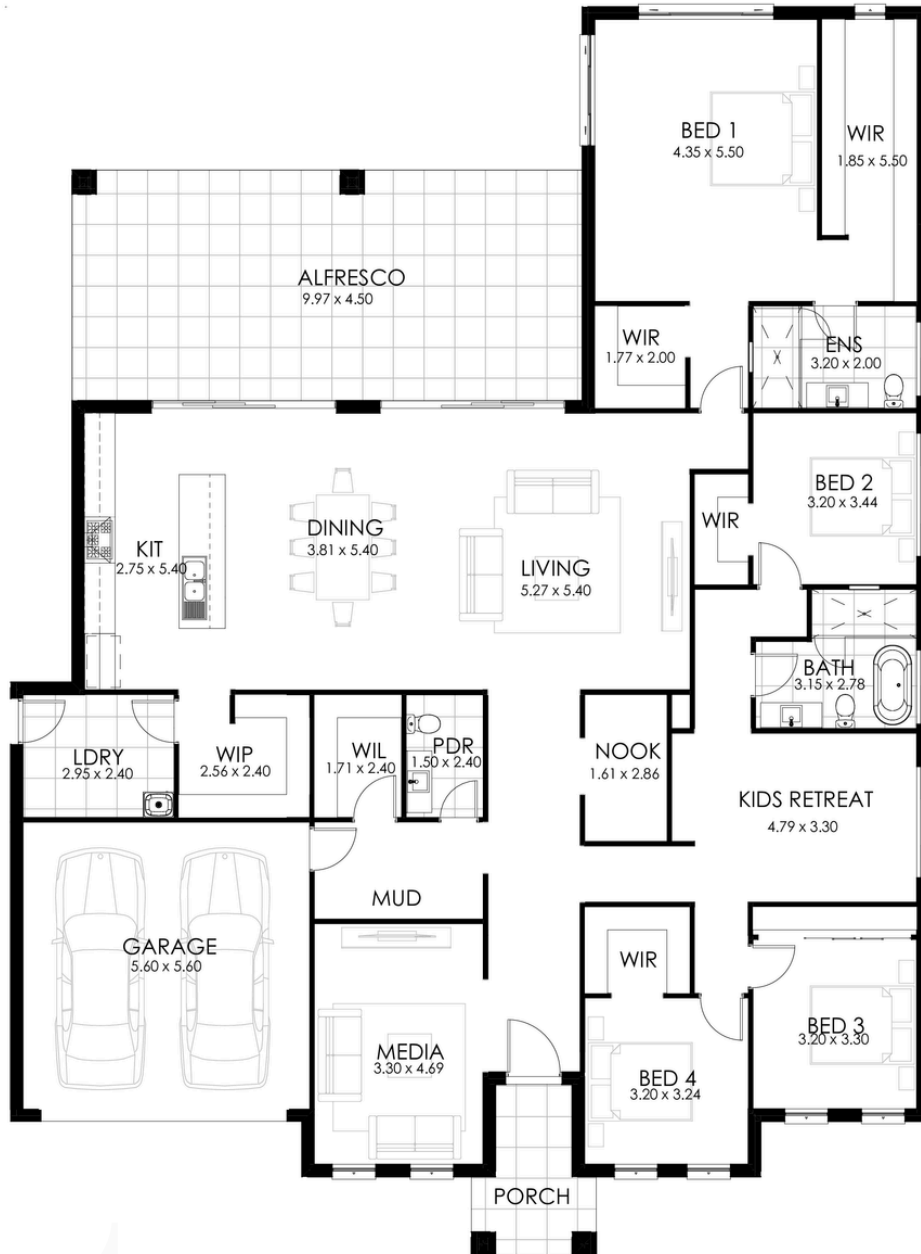 BED 1
4.35 x 5.50
WIR
1.85 x 5.50
ALFRESCO
9.97 x 4.50
WIR
1.77 x 2.00
ENS
3.20 x 2.00
BED 2
3.20 x 3.44
WIR
KIT
2.75 x 5.40
DINING
3.81 x 5.40
LIVING
5.27 x 5.40
BATH
3.15 x 2.78
LDRY
2.95 x 2.40
WIP
2.56 x 2.40
WIL
1.71 x 2.40
PDR
1.50 x 2.40
NOOK
1.61 x 2.86
KIDS RETREAT
4.79 x 3.30
MUD
GARAGE
5.60 x 5.60
WIR
MEDIA
3.30 x 4.69
BED 4
3.20 x 3.24
BED 3
3.20 x 3.30
PORCH